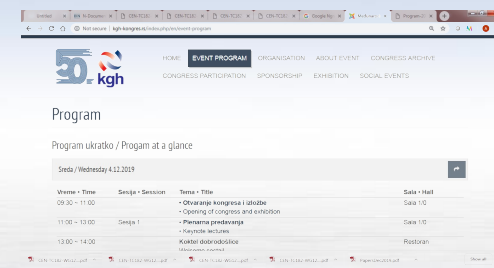 Not secure | kgh-kongres.rs/index.php/en/event-program
50.
kgh
HOME EVENT PROGRAM ORGANISATION ABOUT EVENT CONGRESS ARCHIVE
CONGRESS PARTICIPATION SPONSORSHIP EXHIBITION SOCIAL EVENTS
Program
Program ukratko / Progam at a glance
Sreda / Wednesday 4.12.2019
Vreme • Time Sesija • Session Tema • Title Sala • Hall
09:30 – 11:00 • Otvaranje kongresa i izložbe Sala 1/0
- Opening of congress and exhibition
11:00 – 13:00 Sesija 1 • Plenarna predavanja Sala 1/0
- Keynote lectures
13:00 – 14:00 Koktel dobrodošlice Restoran